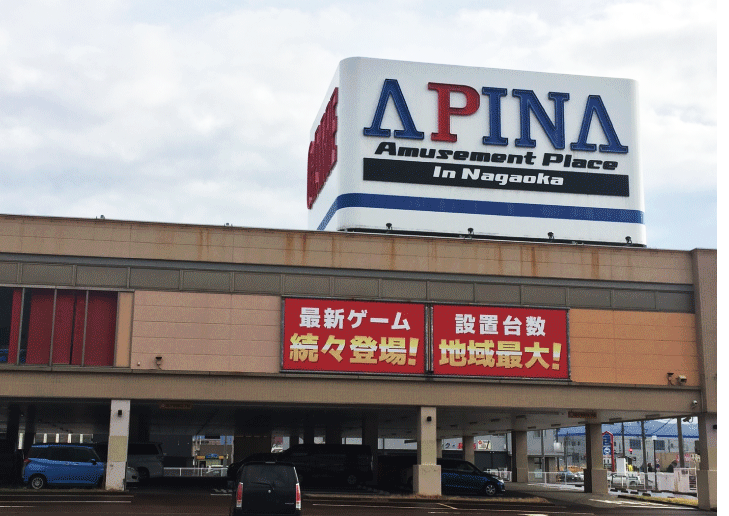 APINA
Amusement Place
In Nagaoka
GAME
最新ゲーム
続々登場!
設置台数
地域最大!